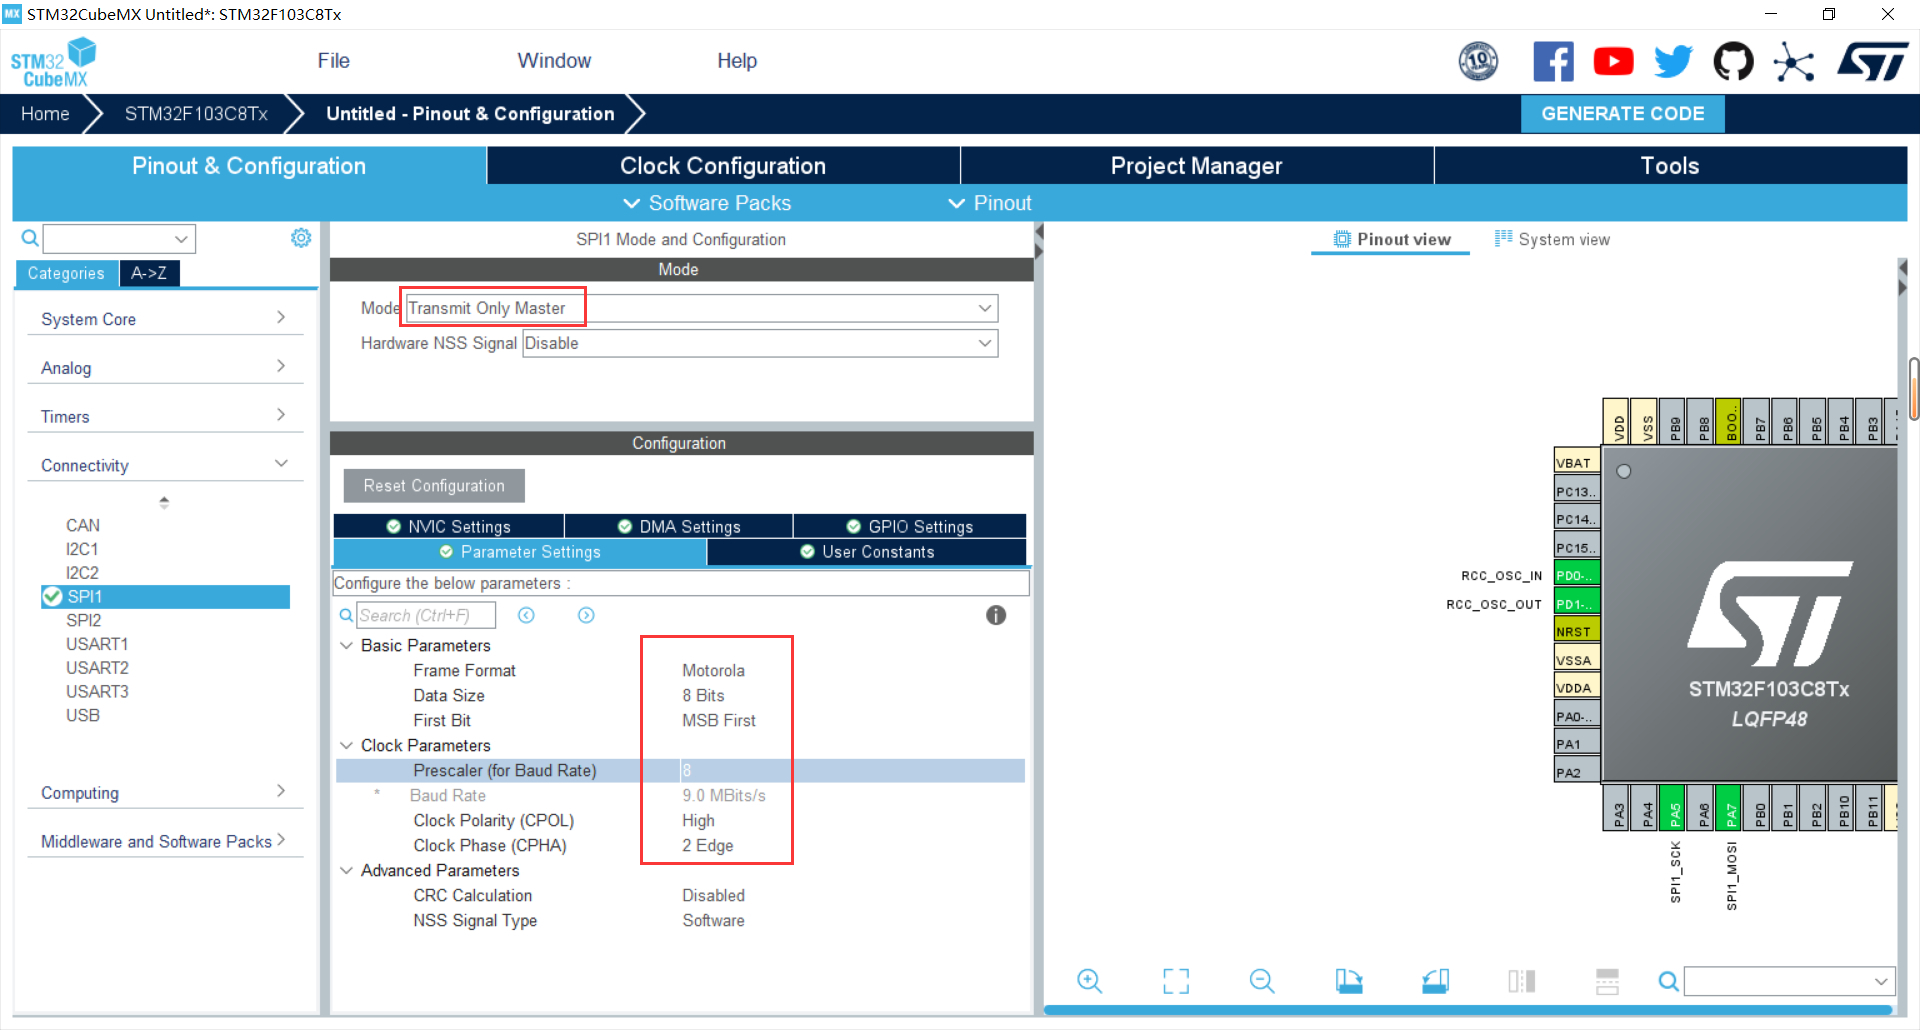 MX STM32CubeMX Untitled*: STM32F103C8Tx
STM32
CubeMX
File Window Help
10
Home STM32F103C8Tx Untitled - Pinout & Configuration GENERATE CODE
Pinout & Configuration Clock Configuration Project Manager Tools
Software Packs Pinout
Categories A->Z
System Core
Analog
Timers
Connectivity
CAN
I2C1
I2C2
SPI1
SPI2
USART1
USART2
USART3
USB
Computing
Middleware and Software Packs
SPI1 Mode and Configuration
Mode
Mode Transmit Only Master
Hardware NSS Signal Disable
Configuration
Reset Configuration
NVIC Settings DMA Settings GPIO Settings
Parameter Settings User Constants
Configure the below parameters :
Search (Ctrl+F)
Basic Parameters
Frame Format Motorola
Data Size 8 Bits
First Bit MSB First
Clock Parameters
Prescaler (for Baud Rate) 8
* Baud Rate 9.0 MBits/s
Clock Polarity (CPOL) High
Clock Phase (CPHA) 2 Edge
Advanced Parameters
CRC Calculation Disabled
NSS Signal Type Software
Pinout view System view
VDD VSS PB9 PB8 BOO.. PB7 PB6 PB5 PB4 PB3
VBAT
PC13..
PC14..
PC15..
RCC_OSC_IN PD0-..
RCC_OSC_OUT PD1-..
NRST
VSSA
VDDA
PA0-..
PA1
PA2
STM32F103C8Tx
LQFP48
PA3 PA4 PA5 PA6 PA7 PB0 PB1 PB2 PB10 PB11
SPI1_SCK SPI1_MOSI